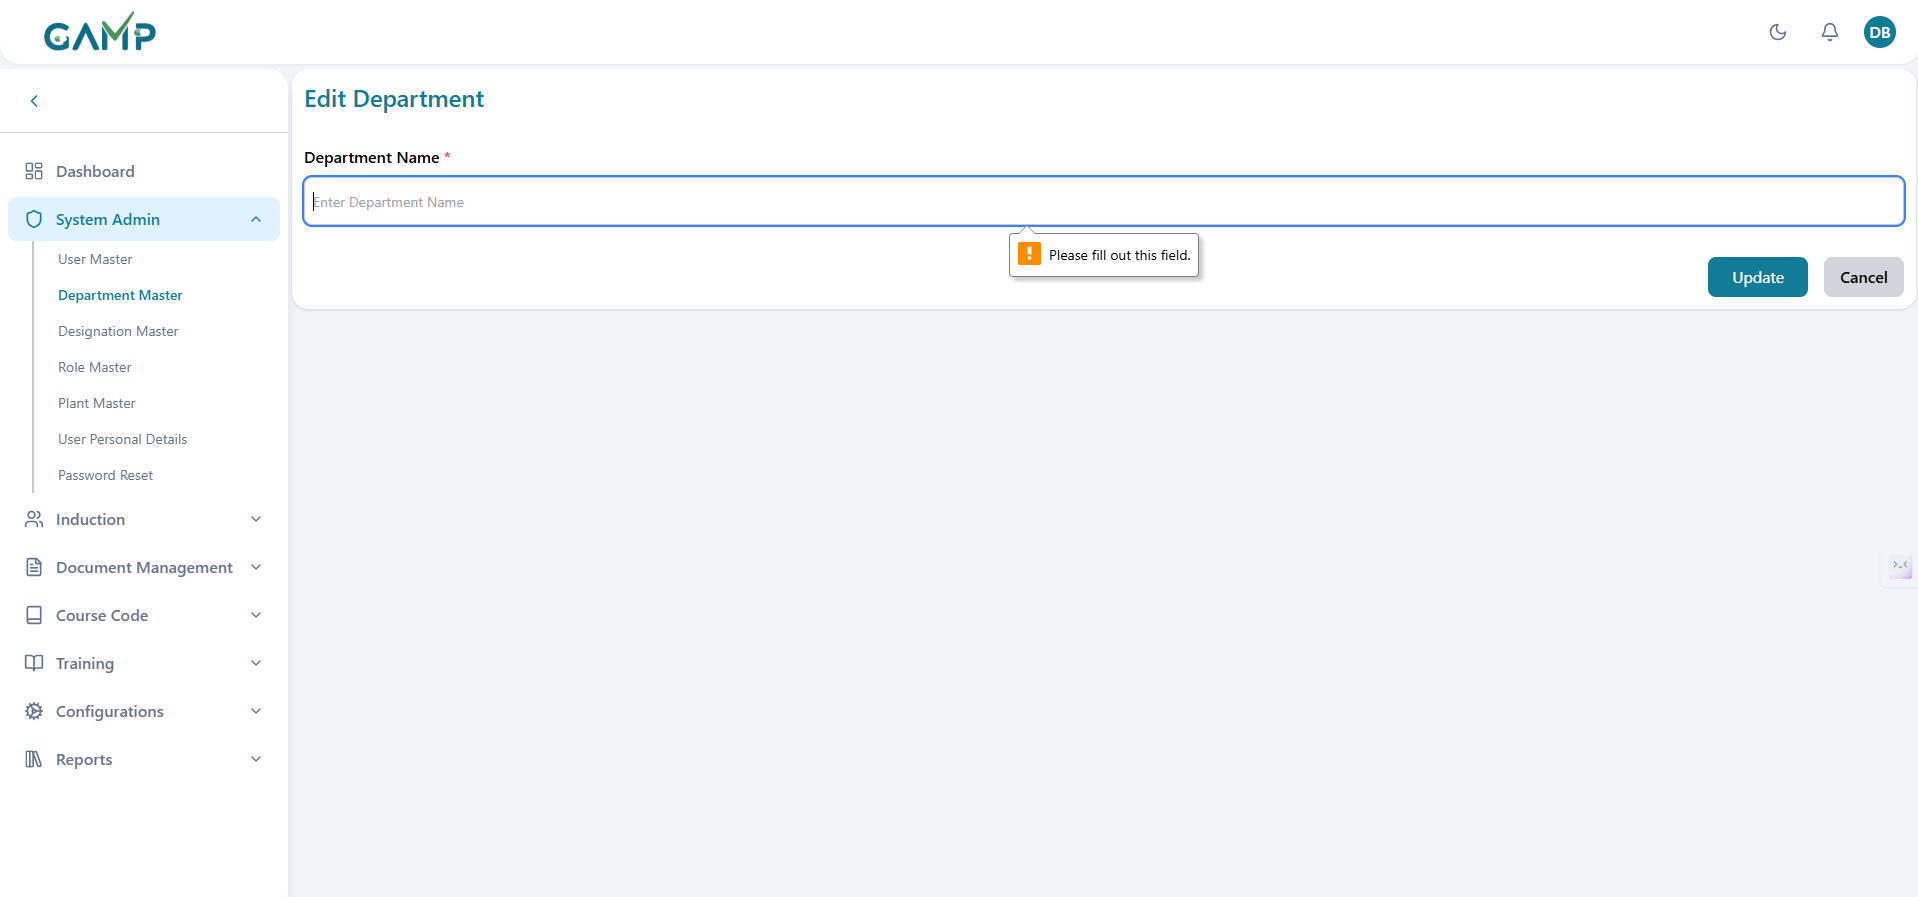 GAMP
DB
Edit Department
Department Name *
Enter Department Name
Please fill out this field.
Update
Cancel
Dashboard
System Admin
User Master
Department Master
Designation Master
Role Master
Plant Master
User Personal Details
Password Reset
Induction
Document Management
Course Code
Training
Configurations
Reports